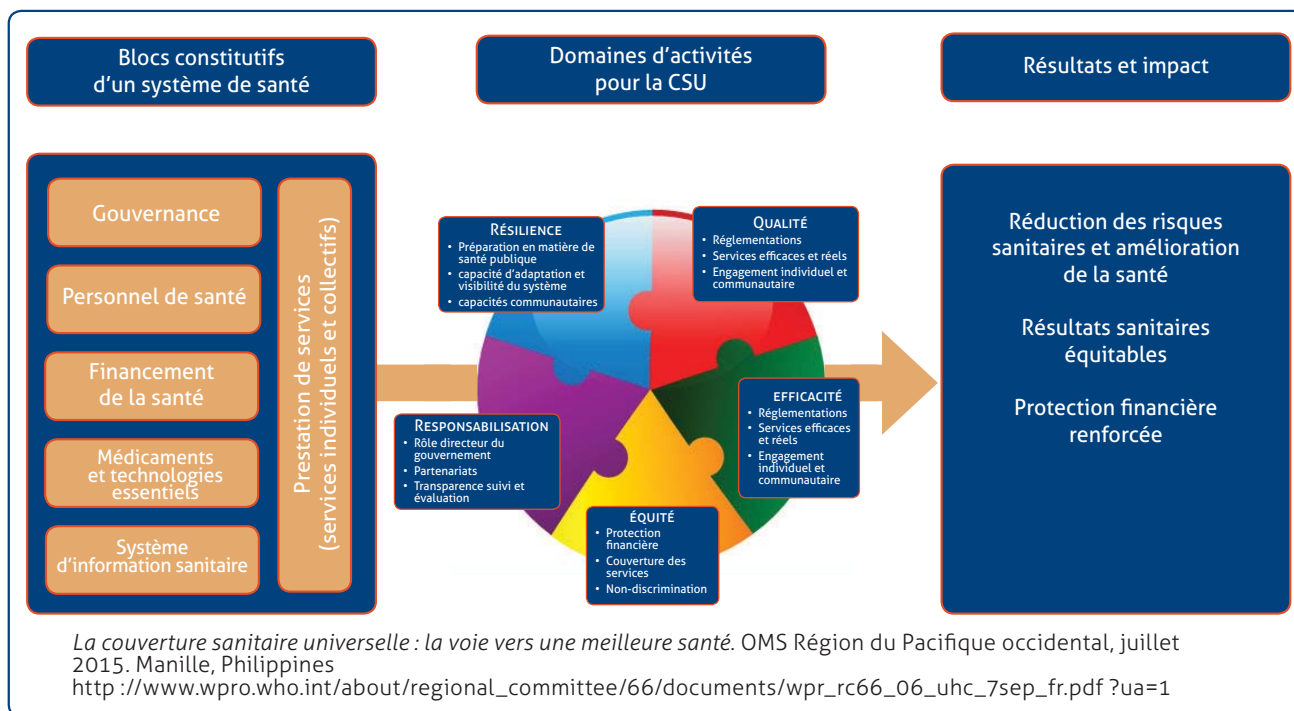 Blocs constitutifs
d'un système de santé
Domaines d'activités
pour la CSU
Résultats et impact
Gouvernance
Personnel de santé
Financement
de la santé
Médicaments
et technologies
essentiels
Système
d'information sanitaire
Prestation de services
(services individuels et collectifs)
RÉSILIENCE
• Préparation en matière de
santé publique
• capacité d'adaptation et
visibilité du système
• capacités communautaires
QUALITÉ
• Réglementations
• Services efficaces et réels
• Engagement individuel et
communautaire
RESPONSABILISATION
• Rôle directeur du
gouvernement
• Partenariats
• Transparence suivi et
évaluation
EFFICACITÉ
• Réglementations
• Services efficaces
et réels
• Engagement
individuel et
communautaire
ÉQUITÉ
• Protection
financière
• Couverture des
services
• Non-discrimination
Réduction des risques
sanitaires et amélioration
de la santé
Résultats sanitaires
équitables
Protection financière
renforcée
La couverture sanitaire universelle : la voie vers une meilleure santé. OMS Région du Pacifique occidental, juillet
2015. Manille, Philippines
http ://www.wpro.who.int/about/regional_committee/66/documents/wpr_rc66_06_uhc_7sep_fr.pdf ?ua=1